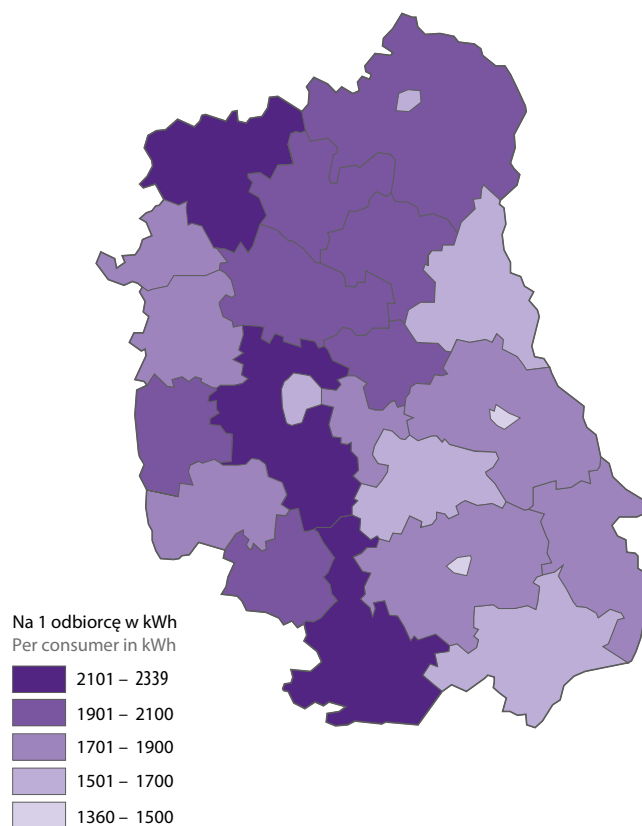 Na 1 odbiorcę w kWh
Per consumer in kWh
2101 – 2339
1901 – 2100
1701 – 1900
1501 – 1700
1360 – 1500